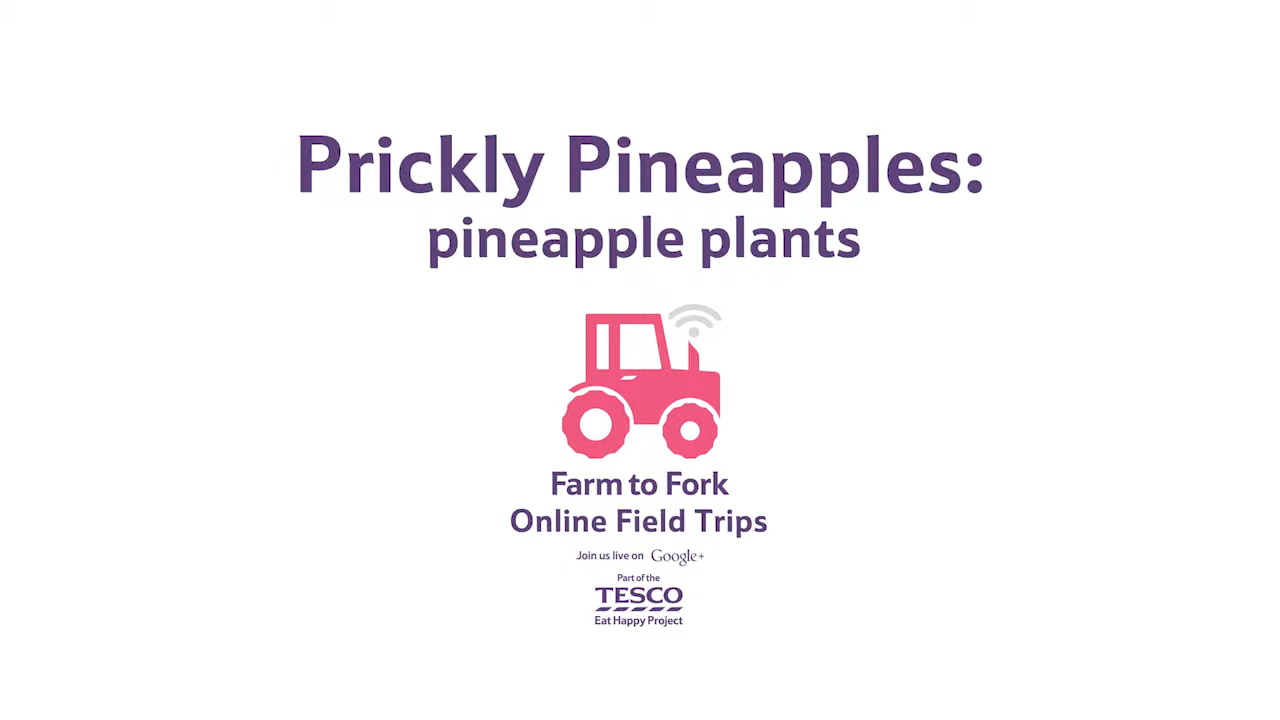 Prickly Pineapples:
pineapple plants
Farm to Fork
Online Field Trips
Join us live on Google+
Part of the
TESCO
Eat Happy Project